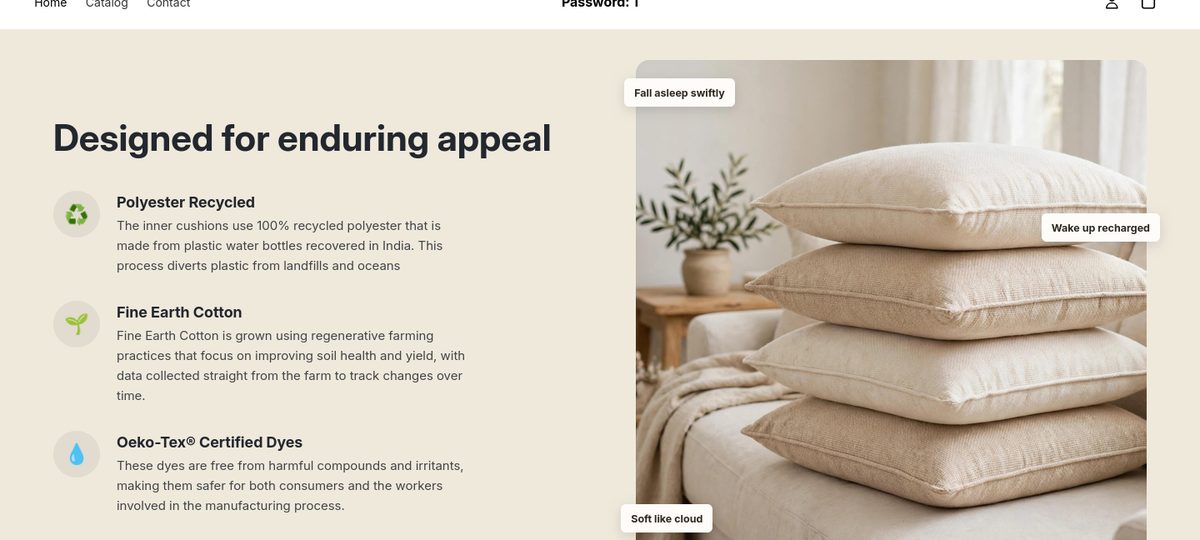 Home Catalog Contact
Password: 1
Designed for enduring appeal
Polyester Recycled
The inner cushions use 100% recycled polyester that is
made from plastic water bottles recovered in India. This
process diverts plastic from landfills and oceans
Fine Earth Cotton
Fine Earth Cotton is grown using regenerative farming
practices that focus on improving soil health and yield, with
data collected straight from the farm to track changes over
time.
Oeko-Tex® Certified Dyes
These dyes are free from harmful compounds and irritants,
making them safer for both consumers and the workers
involved in the manufacturing process.
Fall asleep swiftly
Wake up recharged
Soft like cloud